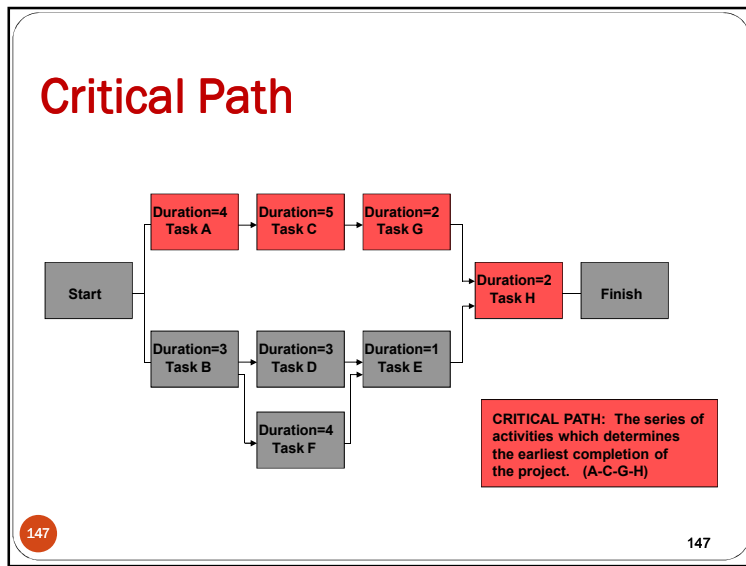 Critical Path
Duration=4
Task A
Duration=5
Task C
Duration=2
Task G
Start
Duration=2
Task H
Finish
Duration=3
Task B
Duration=3
Task D
Duration=1
Task E
Duration=4
Task F
CRITICAL PATH: The series of
activities which determines
the earliest completion of
the project. (A-C-G-H)
147
147